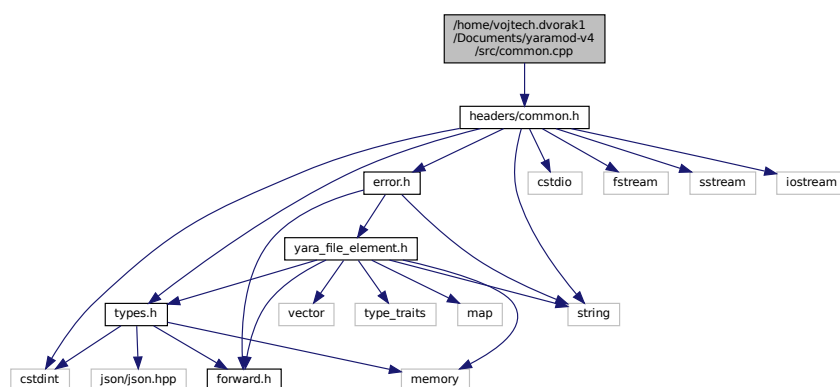 /home/vojtech.dvorak1
/Documents/yaramod-v4
/src/common.cpp
headers/common.h
error.h
cstdio
fstream
sstream
iostream
yara_file_element.h
types.h
vector
type_traits
map
string
cstdint
json/json.hpp
forward.h
memory